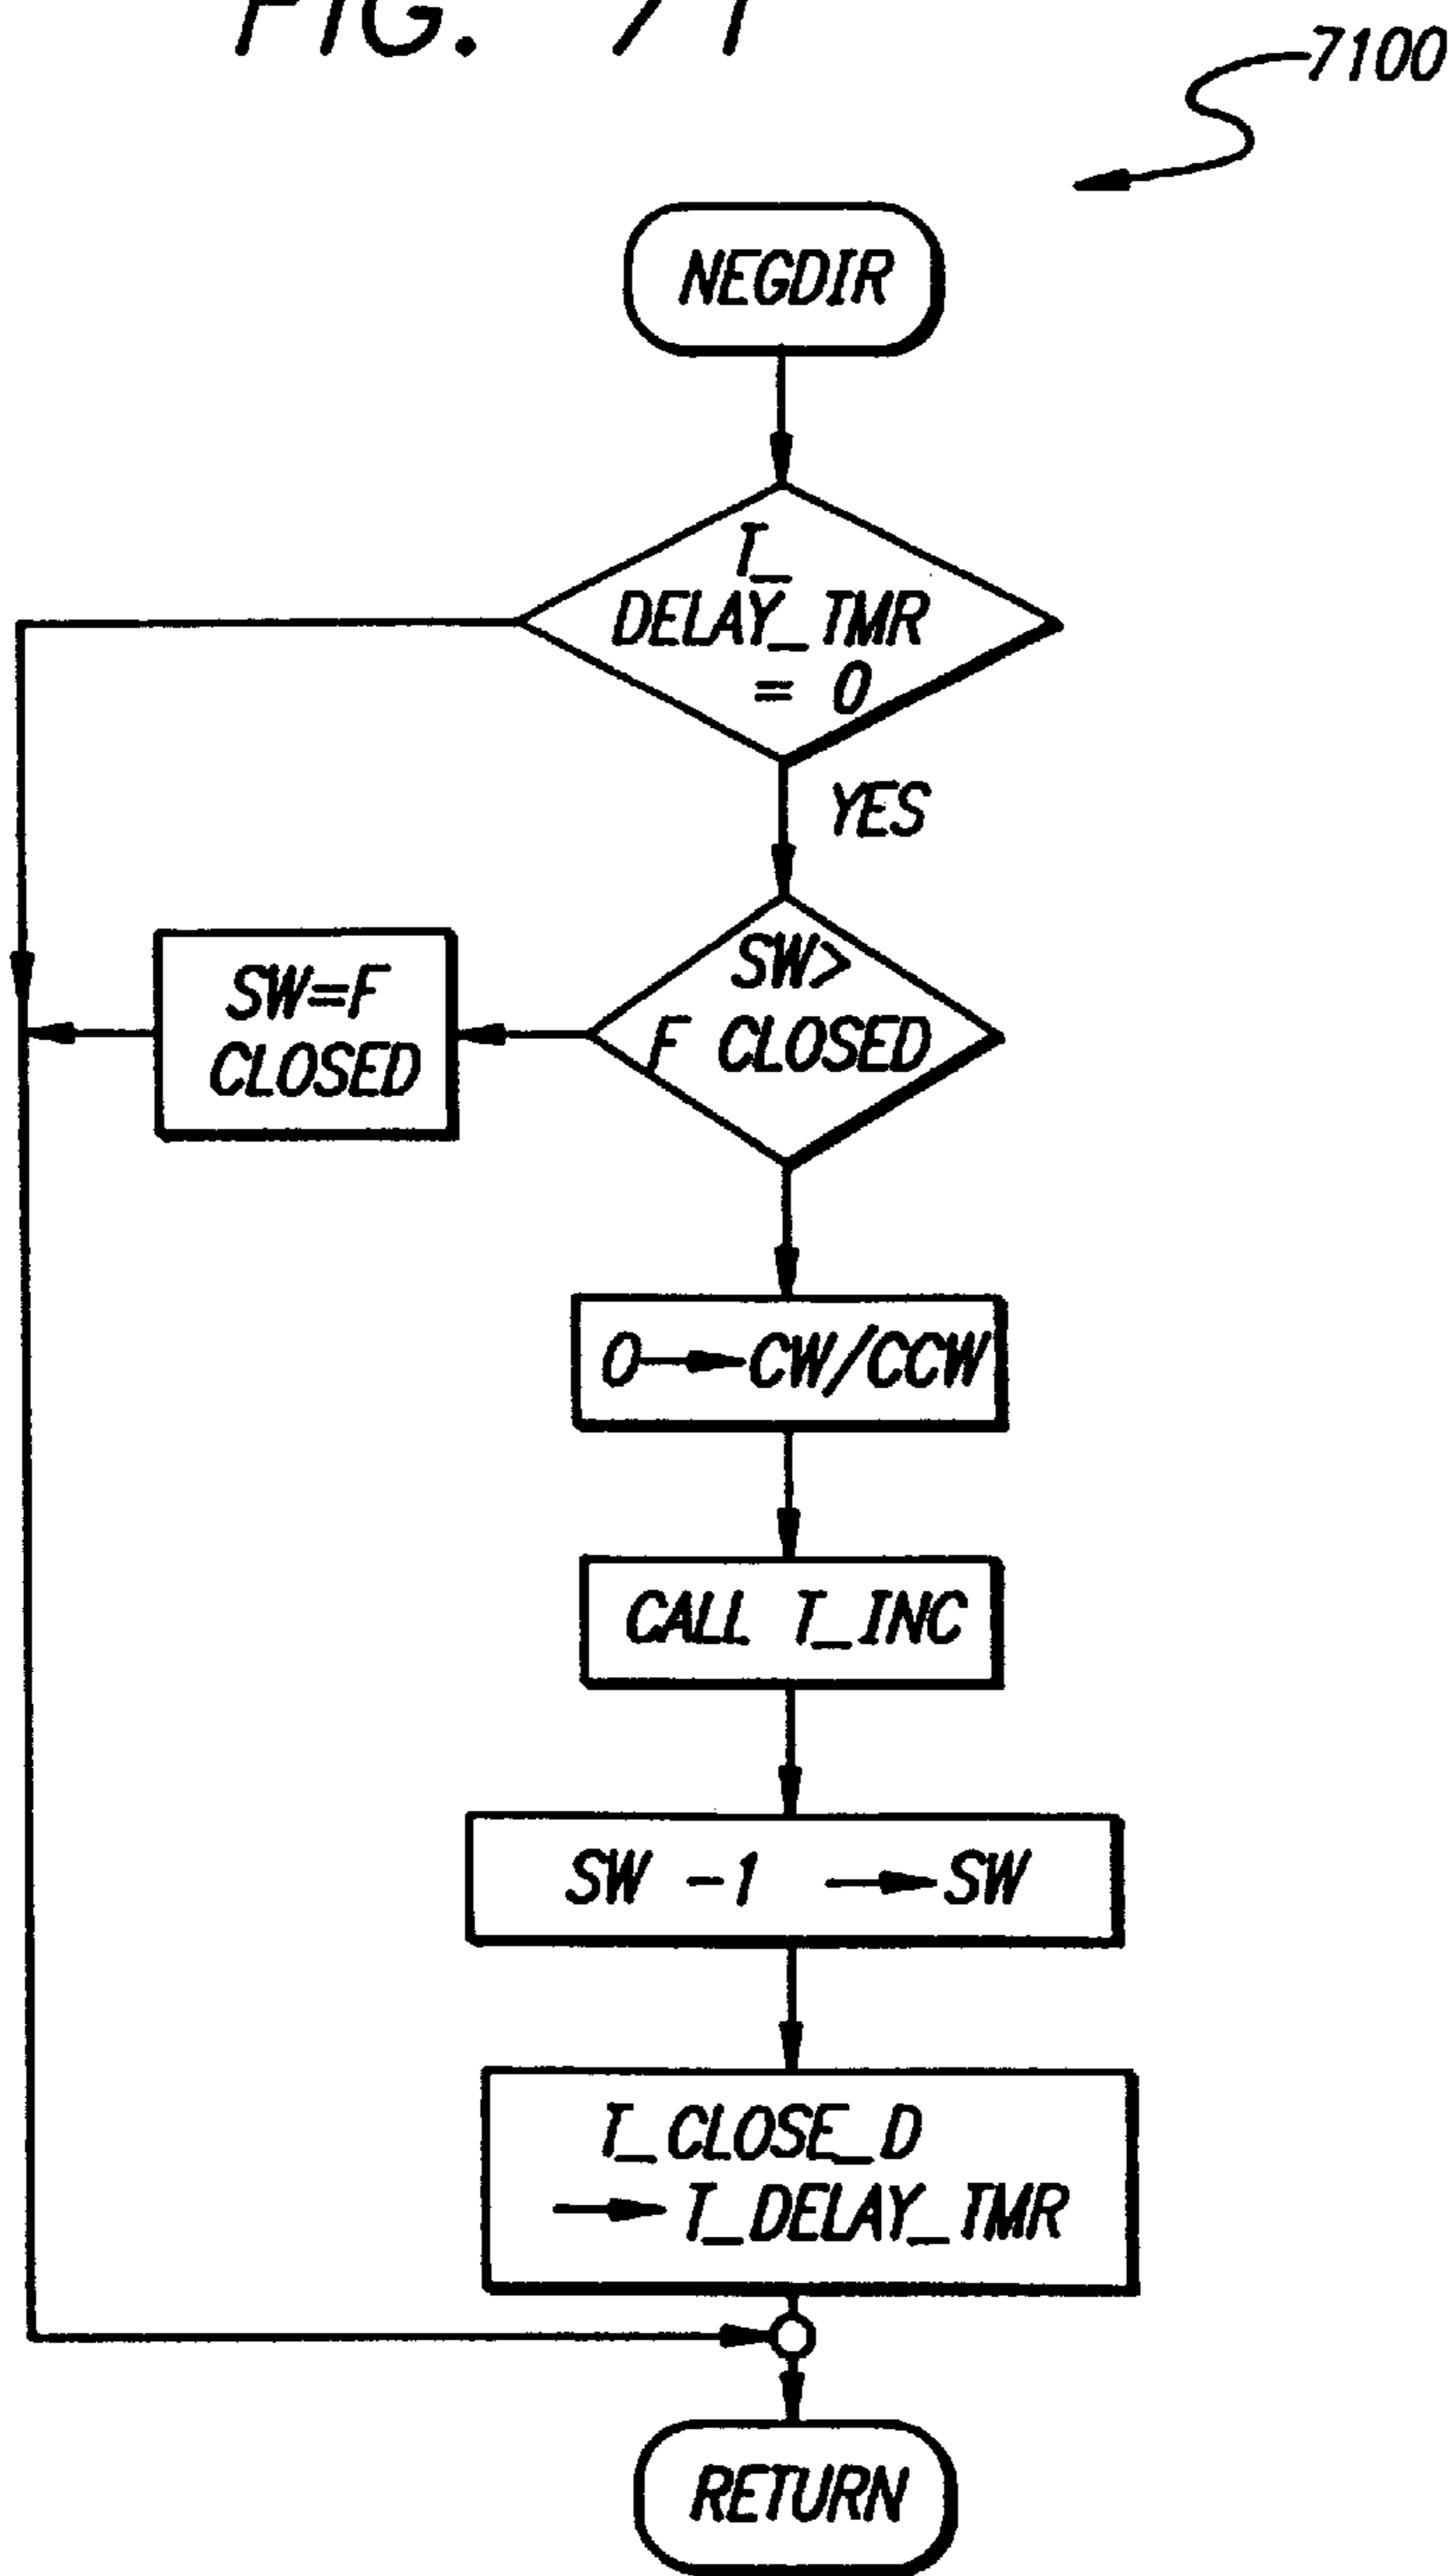 FIG. 71
7100
NEGDIR
T_
DELAY_TMR
= 0
YES
SW>
F CLOSED
SW=F
CLOSED
0→CW/CCW
CALL T_INC
SW -1 →SW
T_CLOSE_D
→T_DELAY_TMR
RETURN